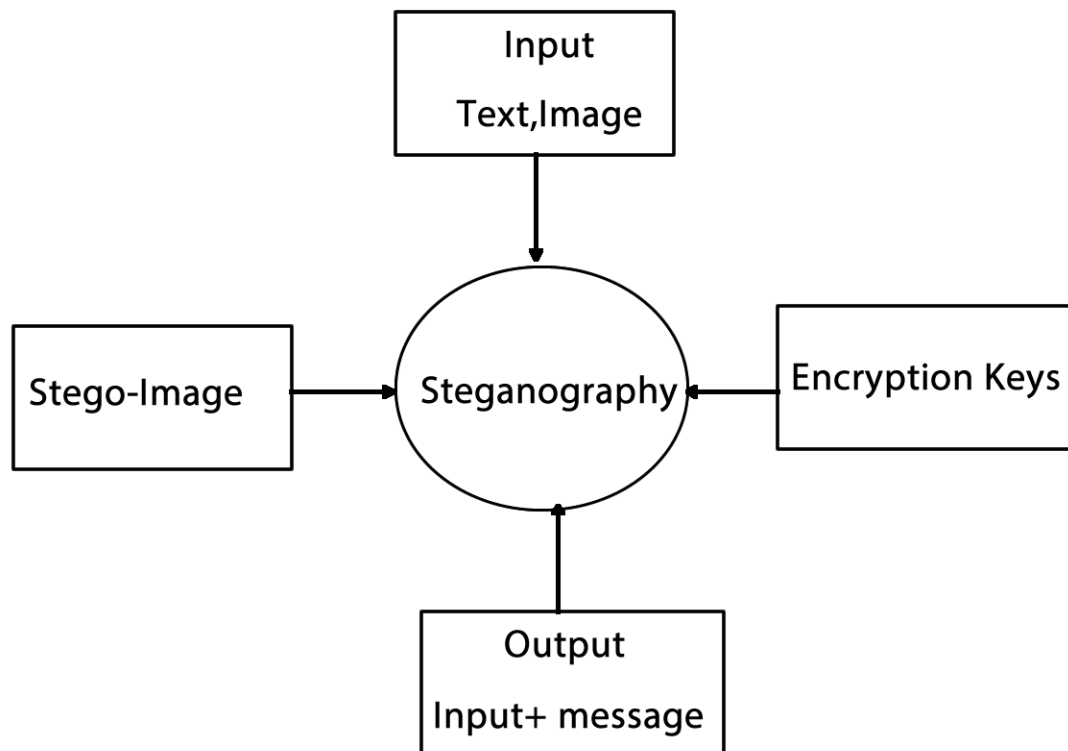 Input
Text,Image
Stego-Image
Steganography
Encryption Keys
Output
Input+ message